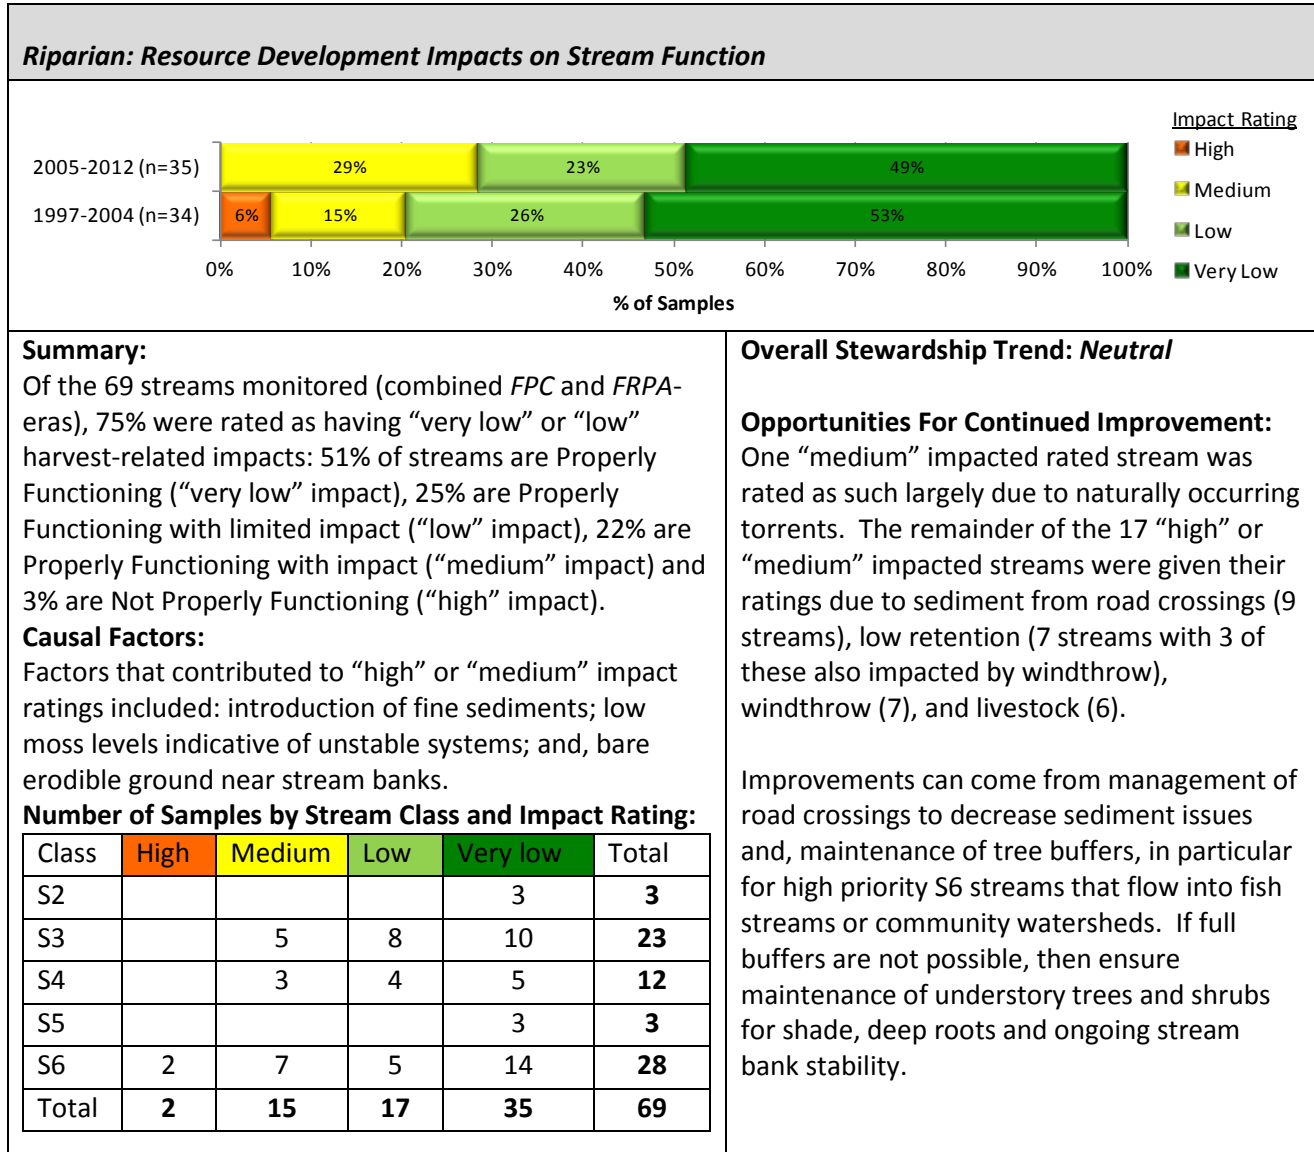 Riparian: Resource Development Impacts on Stream Function
Impact Rating
High
Medium
Low
Very Low
2005-2012 (n=35)
29%
23%
49%
1997-2004 (n=34)
6%
15%
26%
53%
0% 10% 20% 30% 40% 50% 60% 70% 80% 90% 100%
% of Samples
Summary:
Of the 69 streams monitored (combined FPC and FRPA-
eras), 75% were rated as having “very low” or “low”
harvest-related impacts: 51% of streams are Properly
Functioning (“very low” impact), 25% are Properly
Functioning with limited impact (“low” impact), 22% are
Properly Functioning with impact (“medium” impact) and
3% are Not Properly Functioning (“high” impact).
Causal Factors:
Factors that contributed to “high” or “medium” impact
ratings included: introduction of fine sediments; low
moss levels indicative of unstable systems; and, bare
erodible ground near stream banks.
Number of Samples by Stream Class and Impact Rating:
Class High Medium Low Very low Total
S2 3 3
S3 5 8 10 23
S4 3 4 5 12
S5 3 3
S6 2 7 5 14 28
Total 2 15 17 35 69
Overall Stewardship Trend: Neutral
Opportunities For Continued Improvement:
One “medium” impacted rated stream was
rated as such largely due to naturally occurring
torrents.  The remainder of the 17 “high” or
“medium” impacted streams were given their
ratings due to sediment from road crossings (9
streams), low retention (7 streams with 3 of
these also impacted by windthrow),
windthrow (7), and livestock (6).
Improvements can come from management of
road crossings to decrease sediment issues
and, maintenance of tree buffers, in particular
for high priority S6 streams that flow into fish
streams or community watersheds.  If full
buffers are not possible, then ensure
maintenance of understory trees and shrubs
for shade, deep roots and ongoing stream
bank stability.